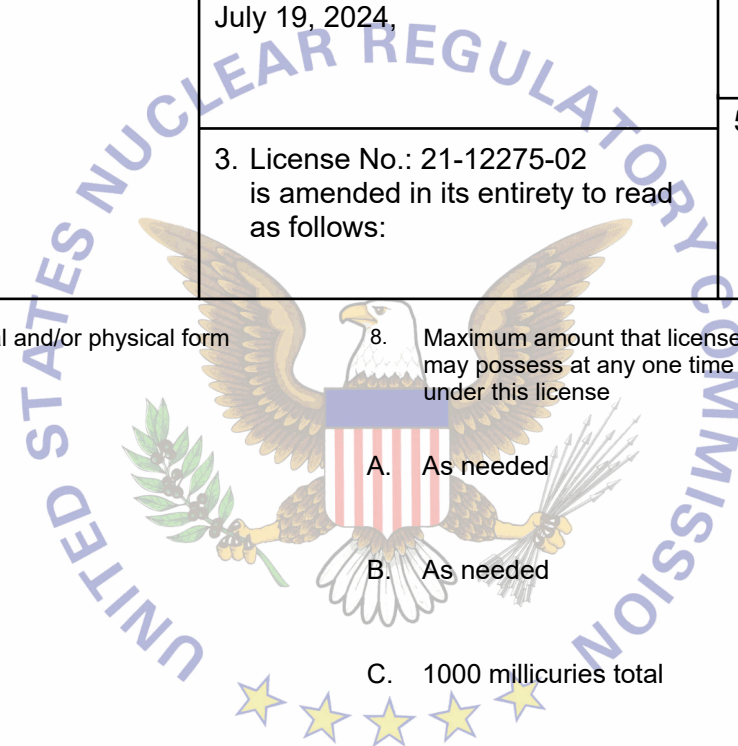 July 19, 2024,
3. License No.: 21-12275-02
is amended in its entirety to read
as follows:
l and/or physical form
8. Maximum amount that license
may possess at any one time
under this license
A. As needed
B. As needed
C. 1000 millicuries total
UNITED STATES NUCLEAR REGULATORY COMMISSION